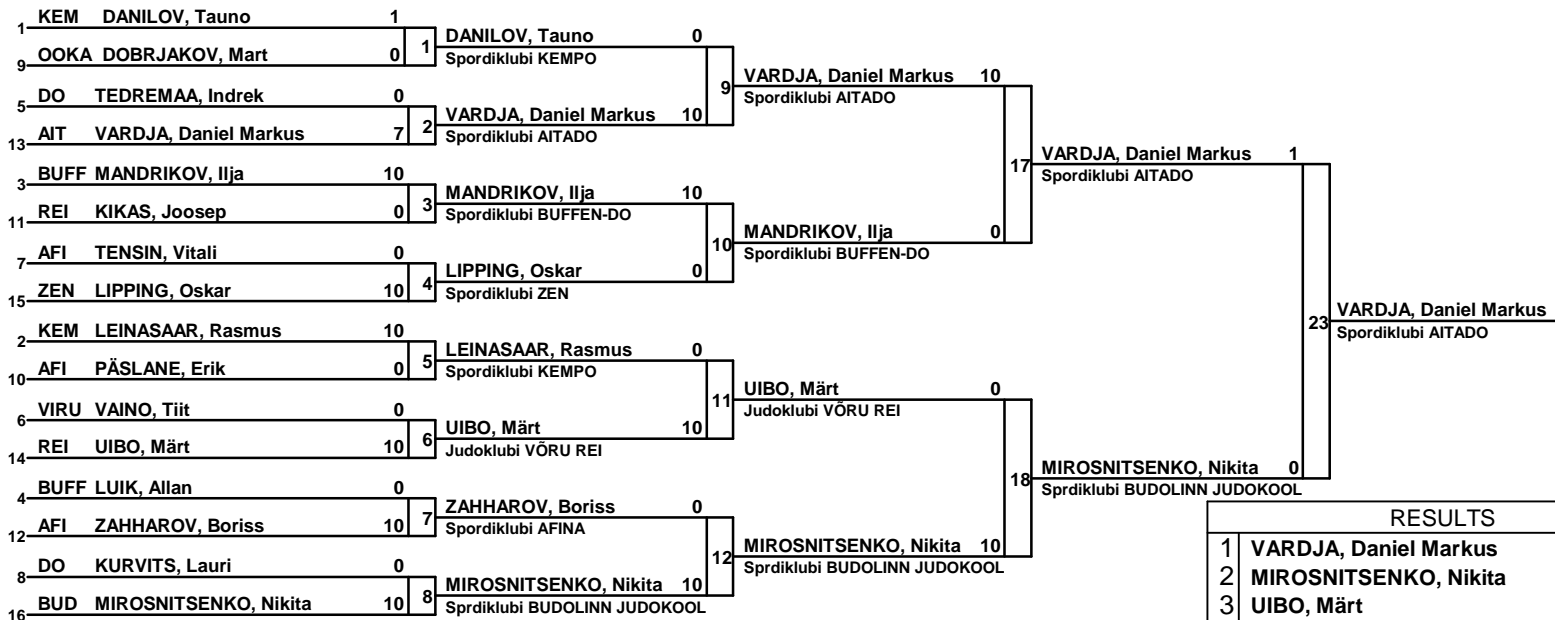 1 KEM DANILOV, Tauno 1
9 OOKA DOBRJAKOV, Mart 0
1
5 DO TEDREMAA, Indrek 0
13 AIT VARDJA, Daniel Markus 7
2
3 BUFF MANDRIKOV, Ilja 10
11 REI KIKAS, Joosep 0
3
7 AFI TENSIN, Vitali 0
15 ZEN LIPPING, Oskar 10
4
2 KEM LEINASAAR, Rasmus 10
10 AFI PÄSLANE, Erik 0
5
6 VIRU VAINO, Tiit 0
14 REI UIBO, Märt 10
6
4 BUFF LUIK, Allan 0
12 AFI ZAHHAROV, Boriss 10
7
8 DO KURVITS, Lauri 0
16 BUD MIROSNITSENKO, Nikita 10
8
DANILOV, Tauno 0
Spordiklubi KEMPO
VARDJA, Daniel Markus 10
Spordiklubi AITADO
9
MANDRIKOV, Ilja 10
Spordiklubi BUFFEN-DO
LIPPING, Oskar 0
Spordiklubi ZEN
10
LEINASAAR, Rasmus 0
Spordiklubi KEMPO
UIBO, Märt 10
Judoklubi VÕRU REI
11
ZAHHAROV, Boriss 0
Spordiklubi AFINA
MIROSNITSENKO, Nikita 10
Sprdiklubi BUDOLINN JUDOKOOL
12
VARDJA, Daniel Markus 10
Spordiklubi AITADO
MANDRIKOV, Ilja 0
Spordiklubi BUFFEN-DO
17
UIBO, Märt 0
Judoklubi VÕRU REI
MIROSNITSENKO, Nikita 10
Sprdiklubi BUDOLINN JUDOKOOL
18
VARDJA, Daniel Markus 1
Spordiklubi AITADO
MIROSNITSENKO, Nikita 0
Sprdiklubi BUDOLINN JUDOKOOL
23
VARDJA, Daniel Markus
Spordiklubi AITADO
RESULTS
1 VARDJA, Daniel Markus
2 MIROSNITSENKO, Nikita
3 UIBO, Märt